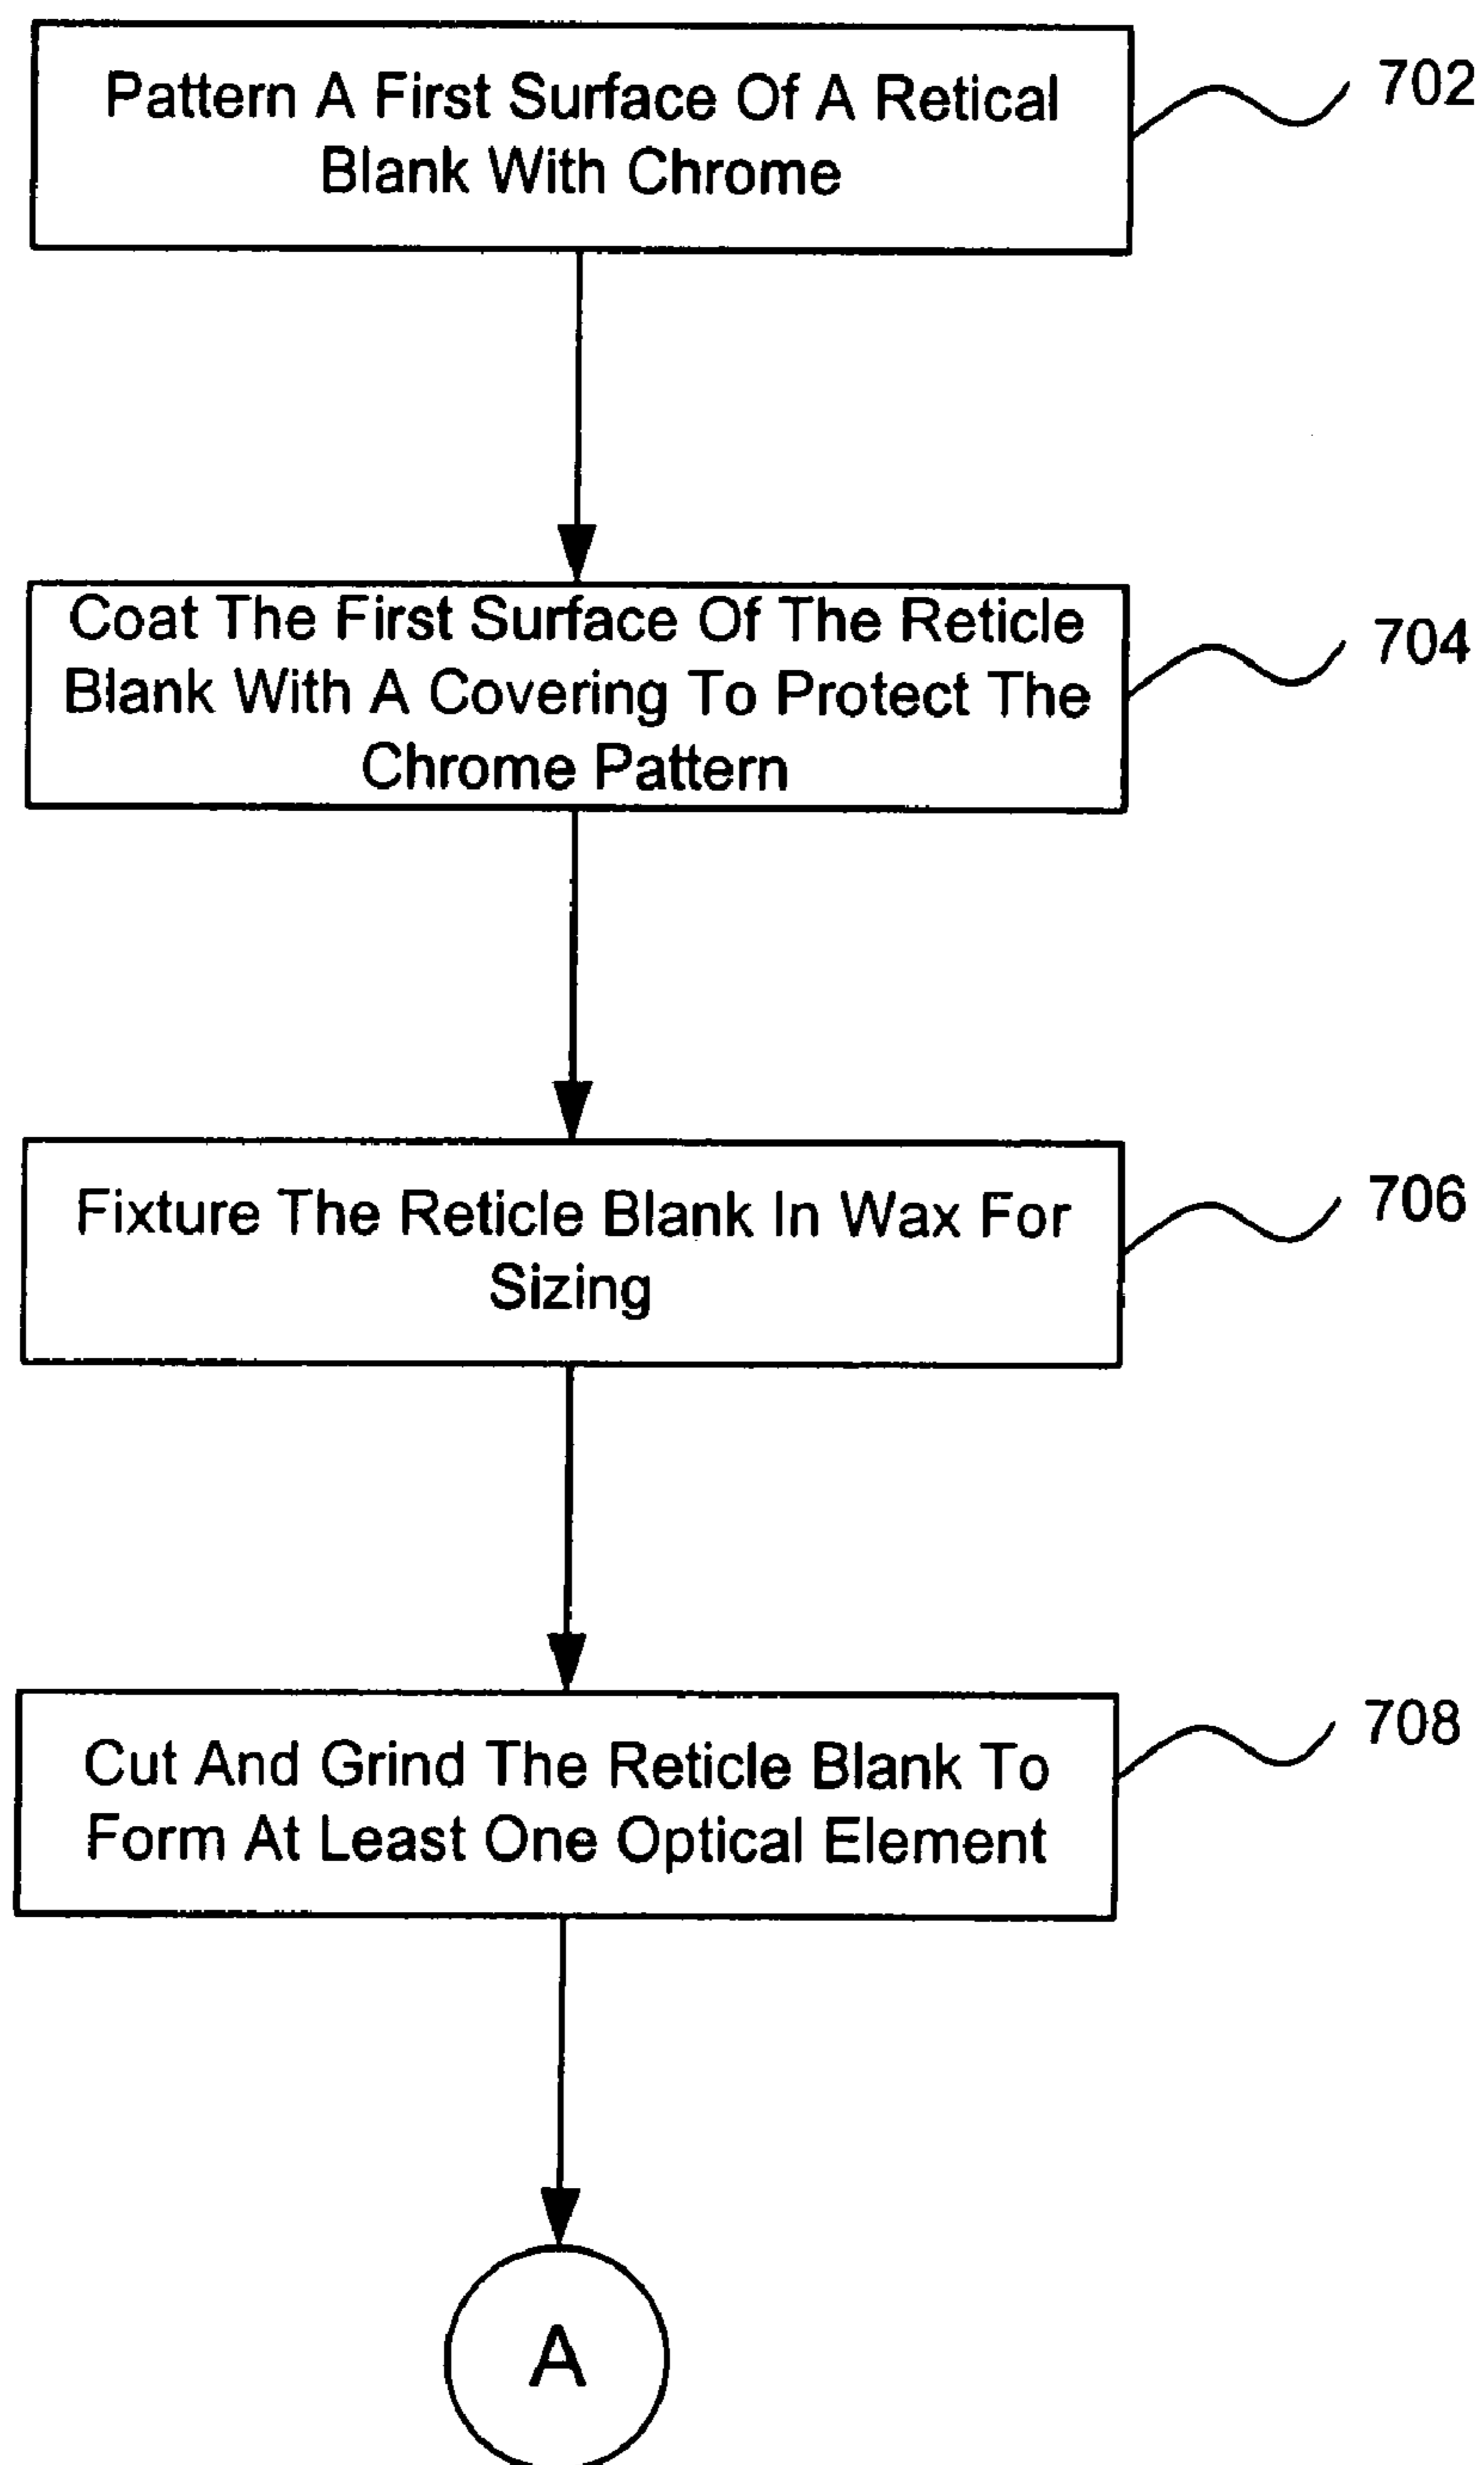 Pattern A First Surface Of A Retical
Blank With Chrome
702
Coat The First Surface Of The Reticle
Blank With A Covering To Protect The
Chrome Pattern
704
Fixture The Reticle Blank In Wax For
Sizing
706
Cut And Grind The Reticle Blank To
Form At Least One Optical Element
708
A